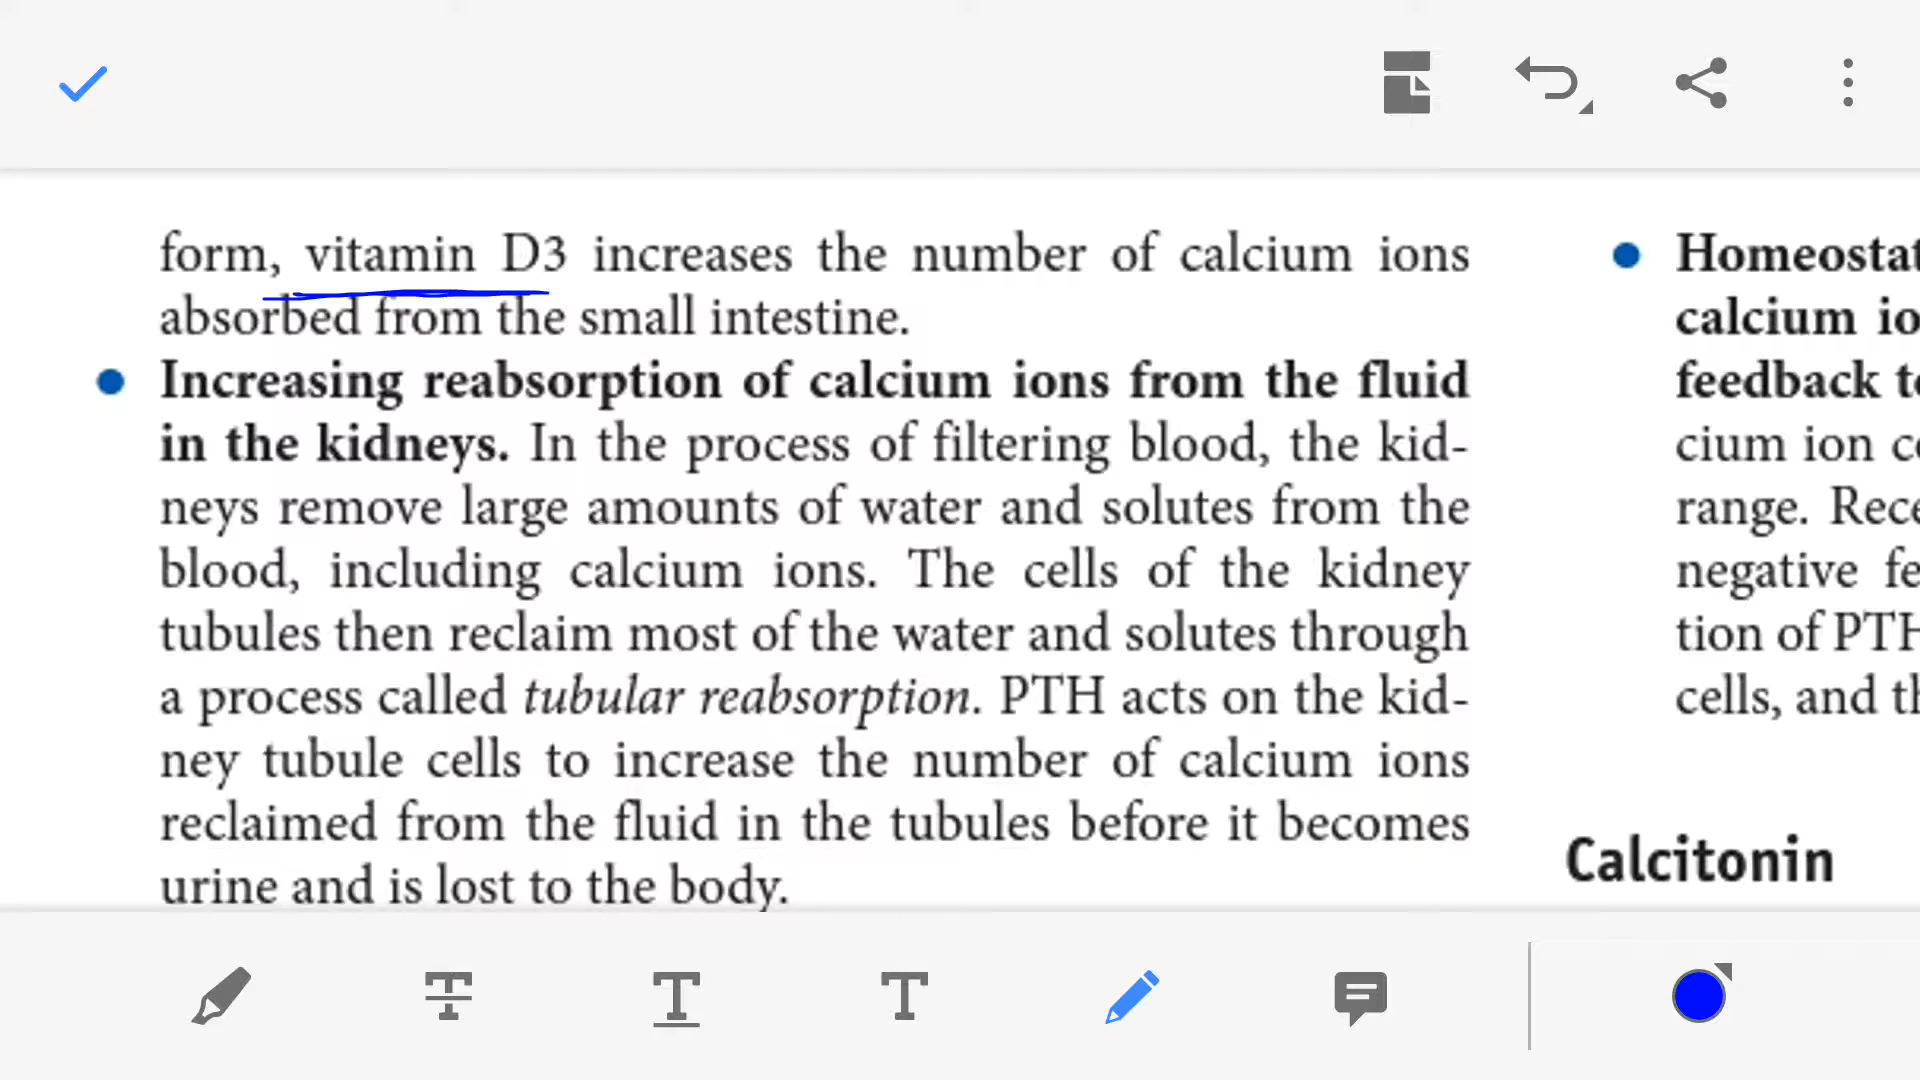 form, vitamin D3 increases the number of calcium ions
absorbed from the small intestine.
Increasing reabsorption of calcium ions from the fluid
in the kidneys. In the process of filtering blood, the kid-
neys remove large amounts of water and solutes from the
blood, including calcium ions. The cells of the kidney
tubules then reclaim most of the water and solutes through
a process called tubular reabsorption. PTH acts on the kid-
ney tubule cells to increase the number of calcium ions
reclaimed from the fluid in the tubules before it becomes
urine and is lost to the body.
calcium
feedback
cium ion
range.
negative
tion of PTH
cells, and
Calcitonin